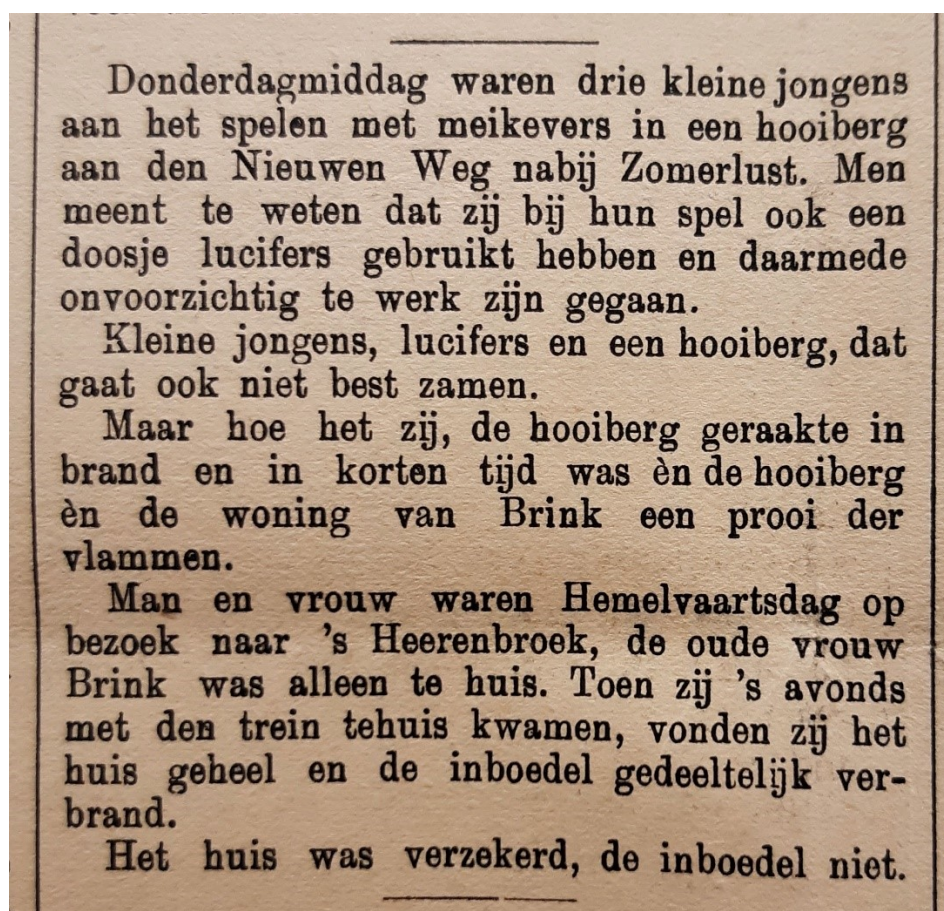 Donderdagmiddag waren drie kleine jongens
aan het spelen met meikevers in een hooiberg
aan den Nieuwen Weg nabij Zomerlust. Men
meent te weten dat zij bij hun spel ook een
doosje lucifers gebruikt hebben en daarmede
onvoorzichtig te werk zijn gegaan.
Kleine jongens, lucifers en een hooiberg, dat
gaat ook niet best zamen.
Maar hoe het zij, de hooiberg geraakte in
brand en in korten tijd was èn de hooiberg
èn de woning van Brink een prooi der
vlammen.
Man en vrouw waren Hemelvaartsdag op
bezoek naar 's Heerenbroek, de oude vrouw
Brink was alleen te huis. Toen zij 's avonds
met den trein tehuis kwamen, vonden zij het
huis geheel en de inboedel gedeeltelijk ver-
brand.
Het huis was verzekerd, de inboedel niet.